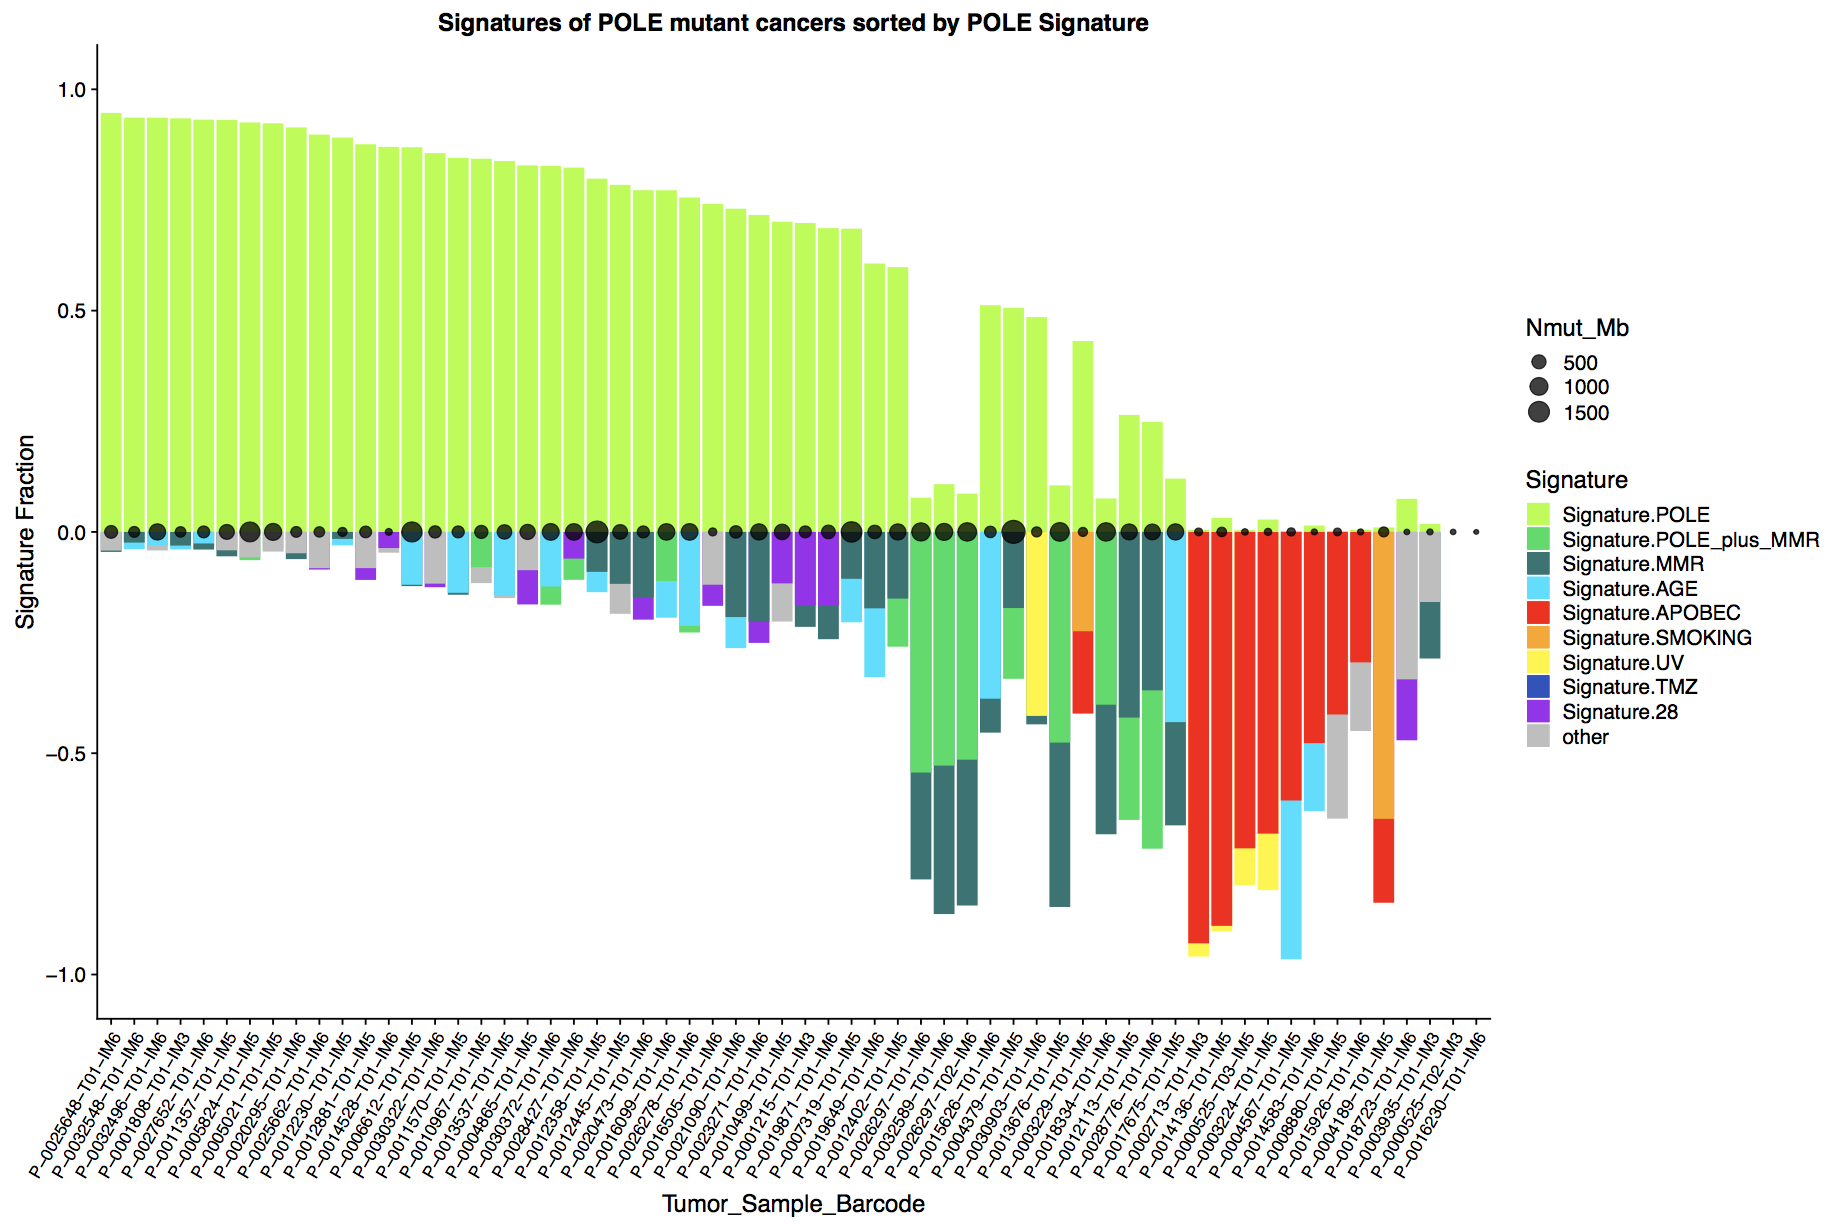 Signatures of POLE mutant cancers sorted by POLE Signature
Signature Fraction
1.0
0.5
0.0
−0.5
−1.0
P−0025648−T01−IM6
P−0032548−T01−IM6
P−0032496−T01−IM6
P−0001808−T01−IM3
P−0027652−T01−IM6
P−0011357−T01−IM5
P−0005824−T01−IM5
P−0005021−T01−IM5
P−0020295−T01−IM6
P−0025662−T01−IM6
P−0012230−T01−IM5
P−0012881−T01−IM5
P−0014528−T01−IM6
P−0006612−T01−IM5
P−0030322−T01−IM6
P−0011570−T01−IM5
P−0010967−T01−IM5
P−0013537−T01−IM5
P−0004865−T01−IM5
P−0030372−T01−IM6
P−0028427−T01−IM6
P−0012358−T01−IM5
P−0012445−T01−IM5
P−0020473−T01−IM6
P−0016099−T01−IM6
P−0026278−T01−IM6
P−0016505−T01−IM6
P−0021090−T01−IM6
P−0023271−T01−IM6
P−0010499−T01−IM5
P−0001215−T01−IM3
P−0019871−T01−IM6
P−0007319−T01−IM5
P−0019649−T01−IM6
P−0012402−T01−IM5
P−0026297−T01−IM6
P−0032589−T01−IM6
P−0026297−T02−IM6
P−0015526−T01−IM6
P−0004379−T01−IM5
P−0030903−T01−IM6
P−0013676−T01−IM5
P−0003229−T01−IM5
P−0018334−T01−IM6
P−0012113−T01−IM5
P−0028776−T01−IM6
P−0017675−T01−IM5
P−0002713−T01−IM3
P−0014136−T01−IM5
P−0000525−T03−IM5
P−0003224−T01−IM5
P−0004567−T01−IM5
P−0014583−T01−IM6
P−0008880−T01−IM5
P−0015926−T01−IM6
P−0004189−T01−IM5
P−0018723−T01−IM6
P−0003935−T01−IM3
P−0000525−T02−IM3
P−0016230−T01−IM6
Tumor_Sample_Barcode
Nmut_Mb
500
1000
1500
Signature
Signature.POLE
Signature.POLE_plus_MMR
Signature.MMR
Signature.AGE
Signature.APOBEC
Signature.SMOKING
Signature.UV
Signature.TMZ
Signature.28
other